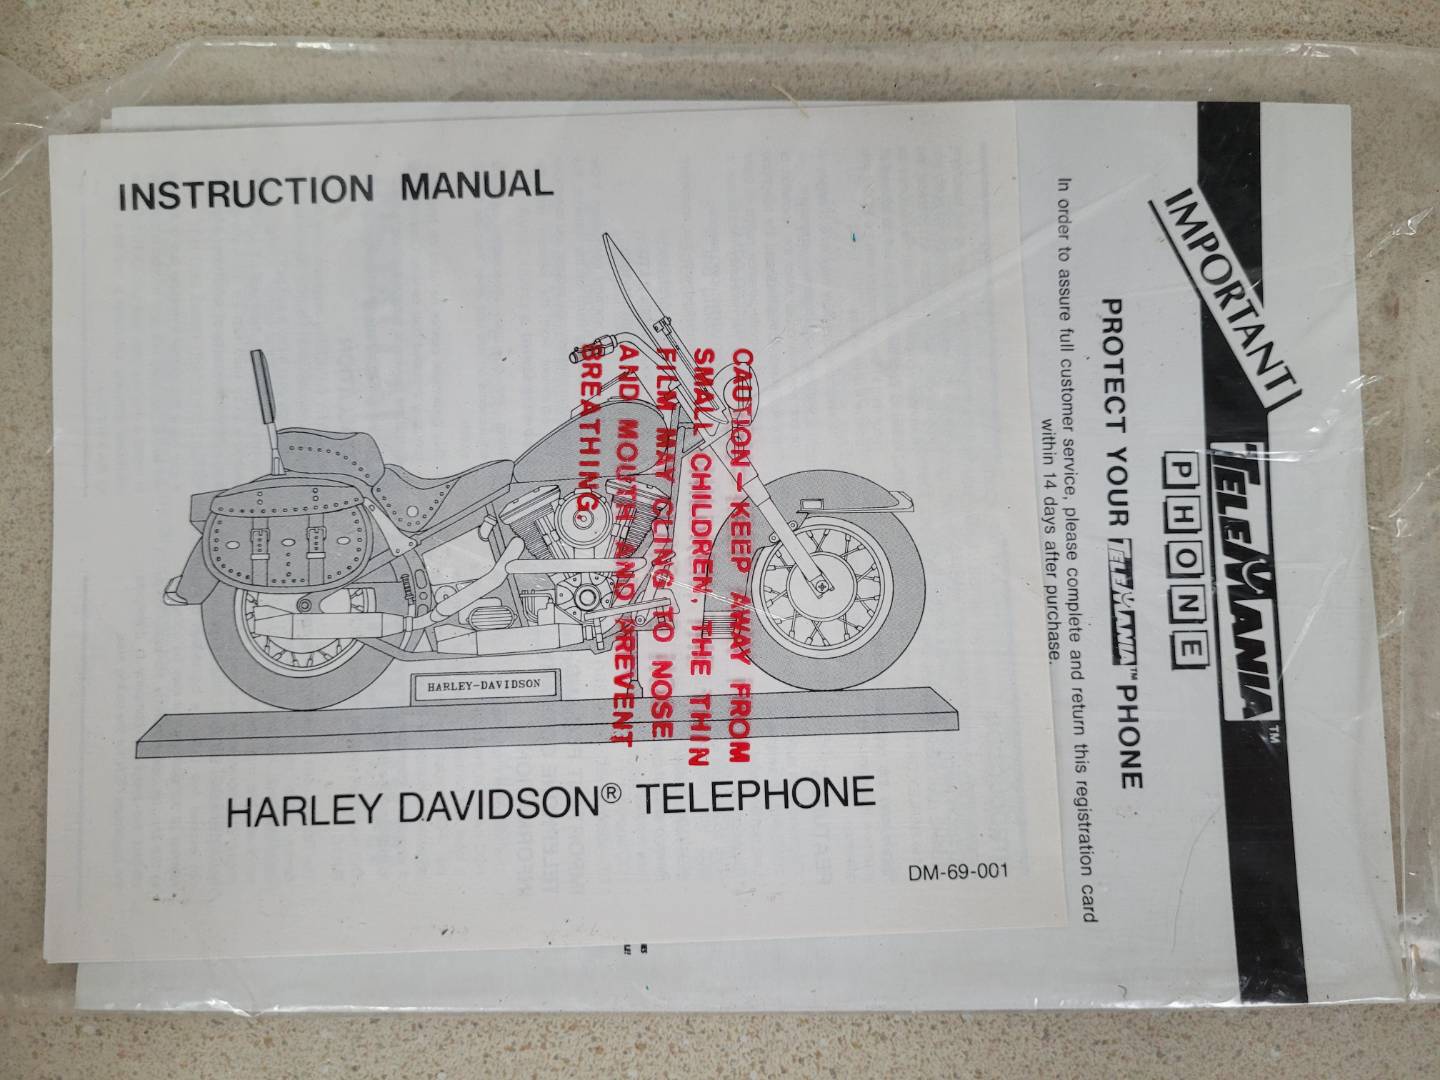 INSTRUCTION MANUAL
HARLEY-DAVIDSON
HARLEY DAVIDSON® TELEPHONE
DM-69-001
CAUTION - KEEP AWAY FROM
SMALL CHILDREN. THE THIN
FILM MAY CLING TO NOSE
AND MOUTH AND AREVENT
BREATHING.
IMPORTANT
TELEMANIA™
PHONE
PROTECT YOUR TELEMANIA™ PHONE
In order to assure full customer service, please complete and return this registration card
within 14 days after purchase.